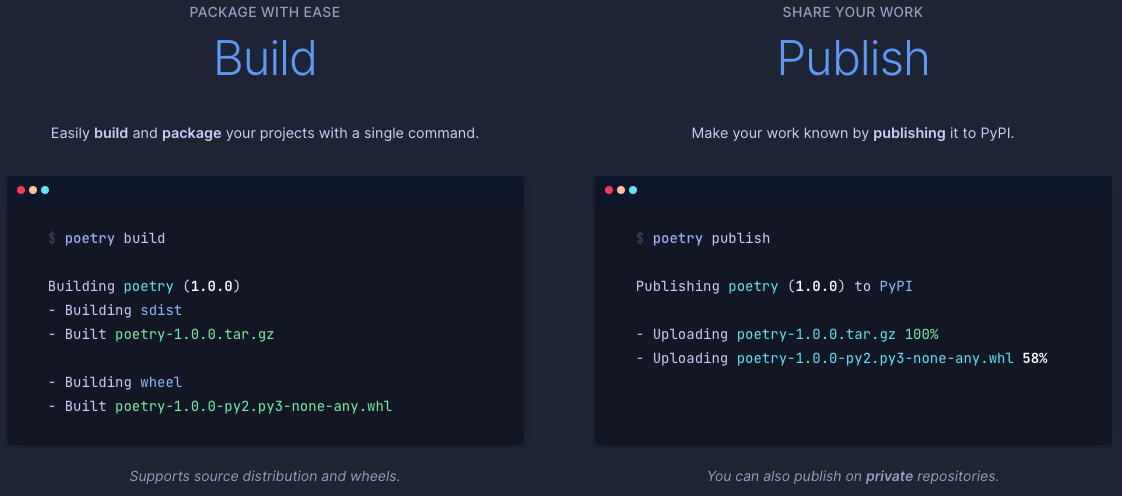 PACKAGE WITH EASE
Build
Easily build and package your projects with a single command.
$ poetry build
Building poetry (1.0.0)
- Building sdist
- Built poetry-1.0.0.tar.gz
- Building wheel
- Built poetry-1.0.0-py2.py3-none-any.whl
Supports source distribution and wheels.
SHARE YOUR WORK
Publish
Make your work known by publishing it to PyPI.
$ poetry publish
Publishing poetry (1.0.0) to PyPI
- Uploading poetry-1.0.0.tar.gz 100%
- Uploading poetry-1.0.0-py2.py3-none-any.whl 58%
You can also publish on private repositories.